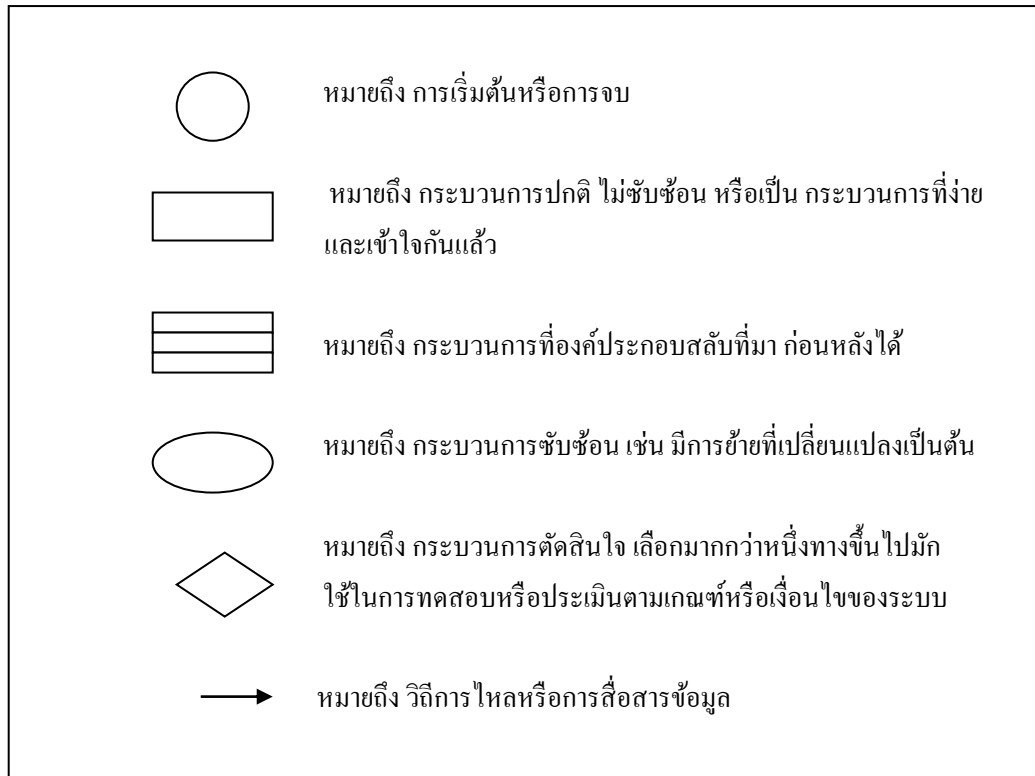 หมายถึง การเริ่มต้นหรือการจบ
หมายถึง กระบวนการปกติ ไม่ซับซ้อน หรือเป็น กระบวนการที่ง่าย
และเข้าใจกันแล้ว
หมายถึง กระบวนการที่องค์ประกอบสลับที่มา ก่อนหลังได้
หมายถึง กระบวนการซับซ้อน เช่น มีการย้ายที่เปลี่ยนแปลงเป็นต้น
หมายถึง กระบวนการตัดสินใจ เลือกมากกว่าหนึ่งทางขึ้นไปมัก
ใช้ในการทดสอบหรือประเมินตามเกณฑ์หรือเงื่อนไขของระบบ
หมายถึง วิถีการไหลหรือการสื่อสารข้อมูล